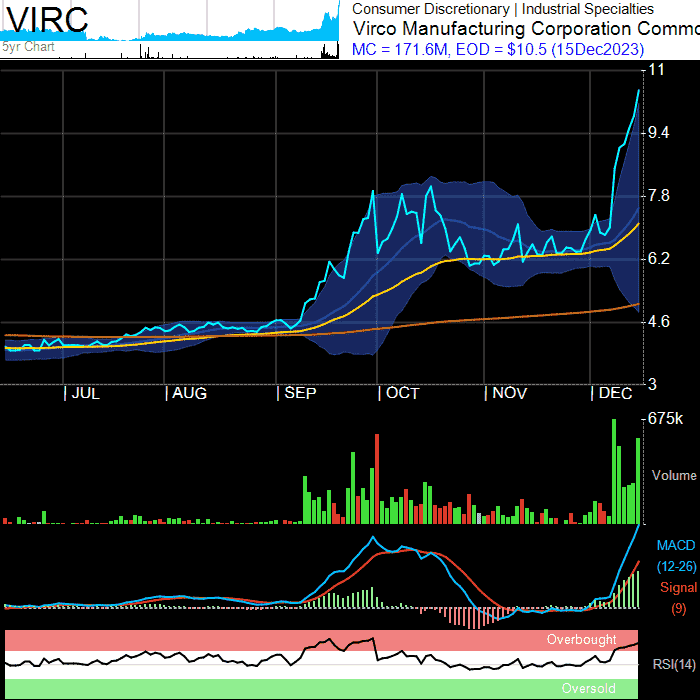 VIRC
5yr Chart
Consumer Discretionary | Industrial Specialties
Virco Manufacturing Corporation Commo
MC = 171.6M, EOD = $10.5 (15Dec2023)
11
9.4
7.8
6.2
4.6
3
| JUL | AUG | SEP | OCT | NOV | DEC
675k
Volume
MACD
(12-26)
Signal
(9)
Overbought
RSI(14)
Oversold